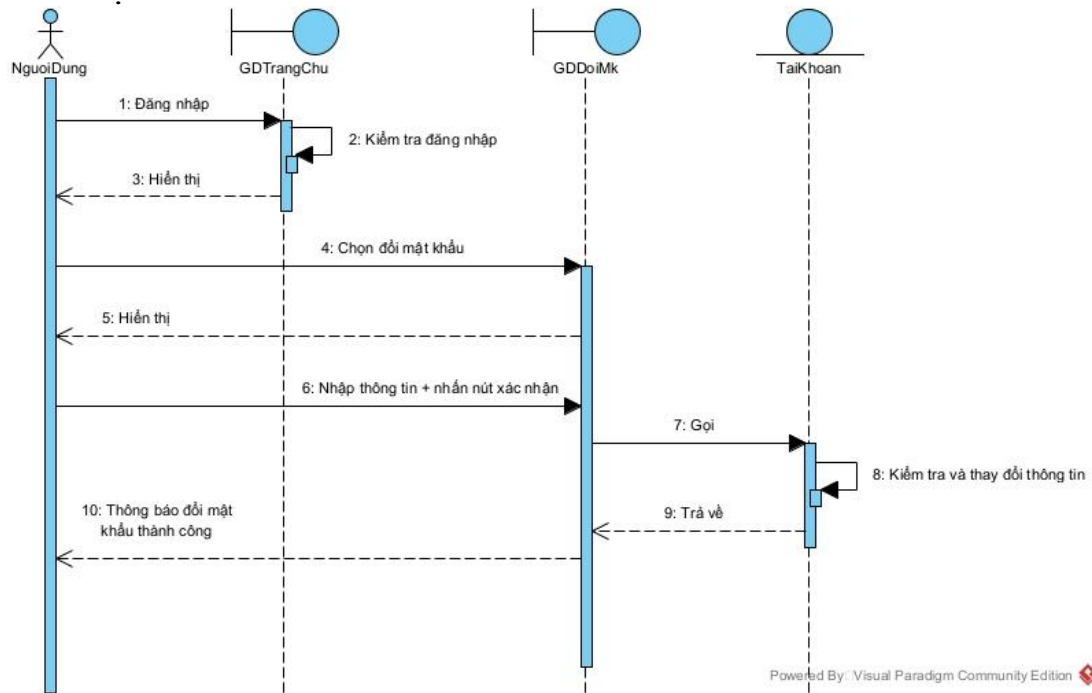 NguoiDung
GDTrangChu
GDDoiMk
TaiKhoan
1: Đăng nhập
2: Kiểm tra đăng nhập
3: Hiển thị
4: Chọn đổi mật khẩu
5: Hiển thị
6: Nhập thông tin + nhấn nút xác nhận
7: Gọi
8: Kiểm tra và thay đổi thông tin
9: Trả về
10: Thông báo đổi mật
khẩu thành công
Powered By Visual Paradigm Community Edition